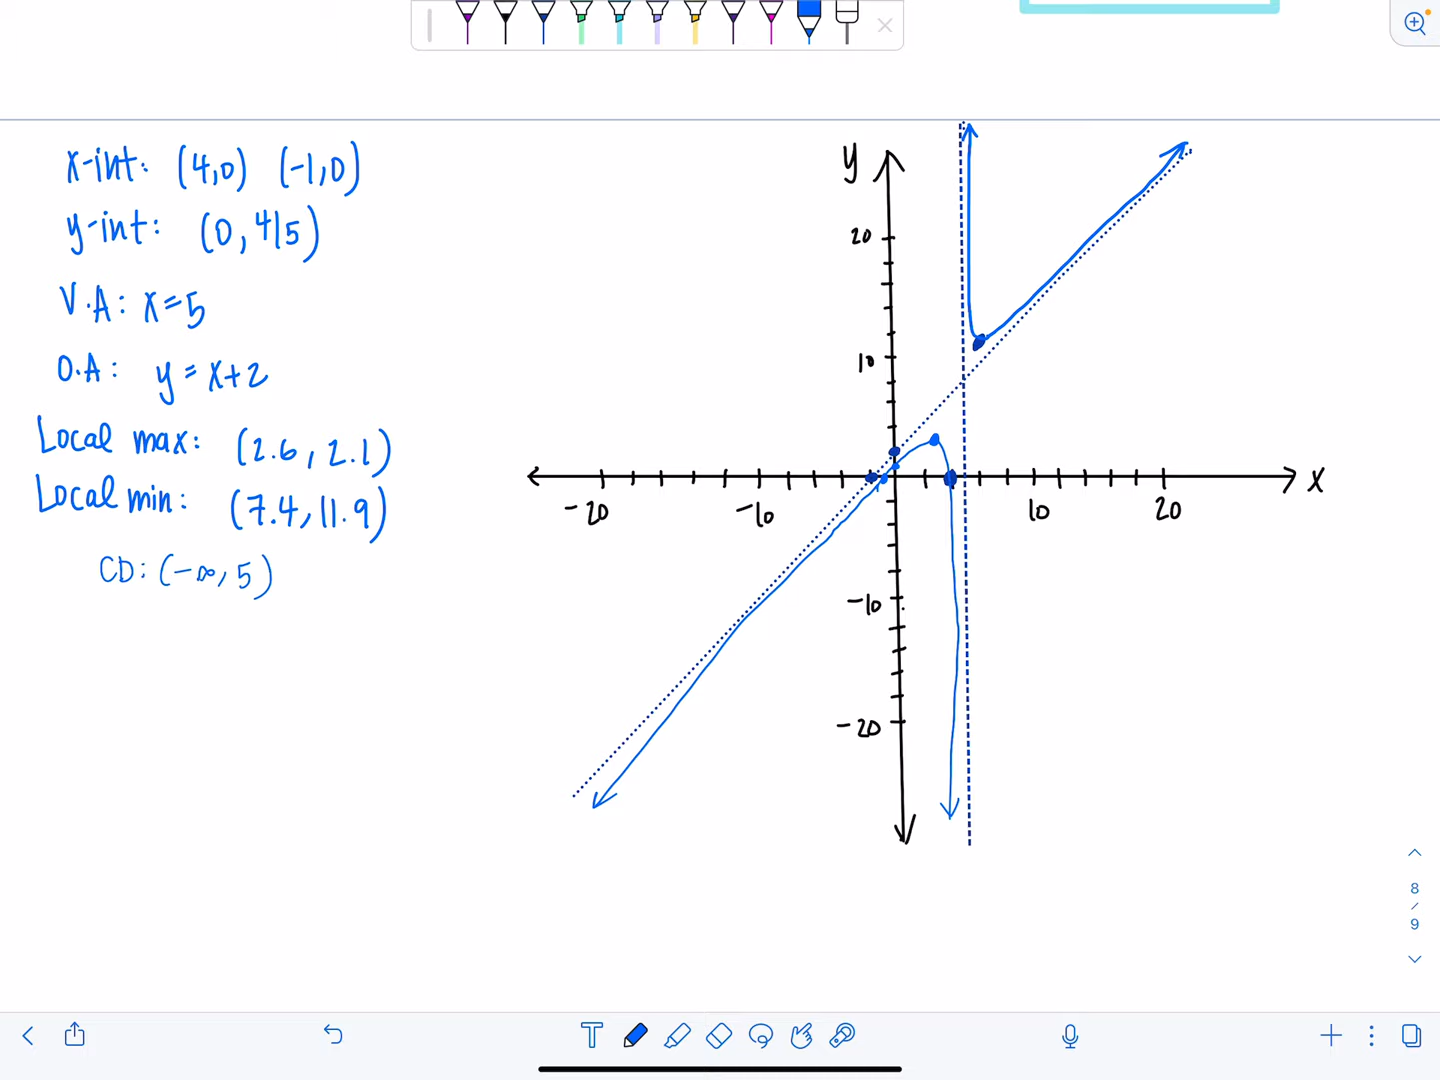 x-int: (4,0) (-1,0)
y-int: (0, 4/5)
V.A: x=5
O.A: y = x+2
Local max: (2.6, 2.1)
Local min: (7.4, 11.9)
CD: (-∞, 5)
y
20
10
-20
-10
10
20
x
-10
-20
8
/
9
T